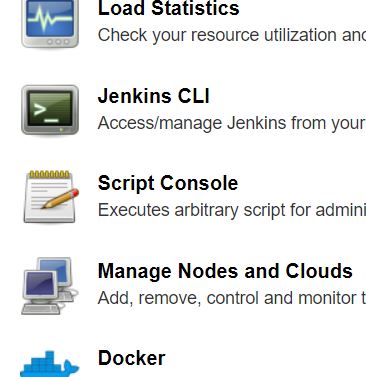 Load Statistics
Check your resource utilization and
Jenkins CLI
Access/manage Jenkins from your
Script Console
Executes arbitrary script for admini
Manage Nodes and Clouds
Add, remove, control and monitor t
Docker